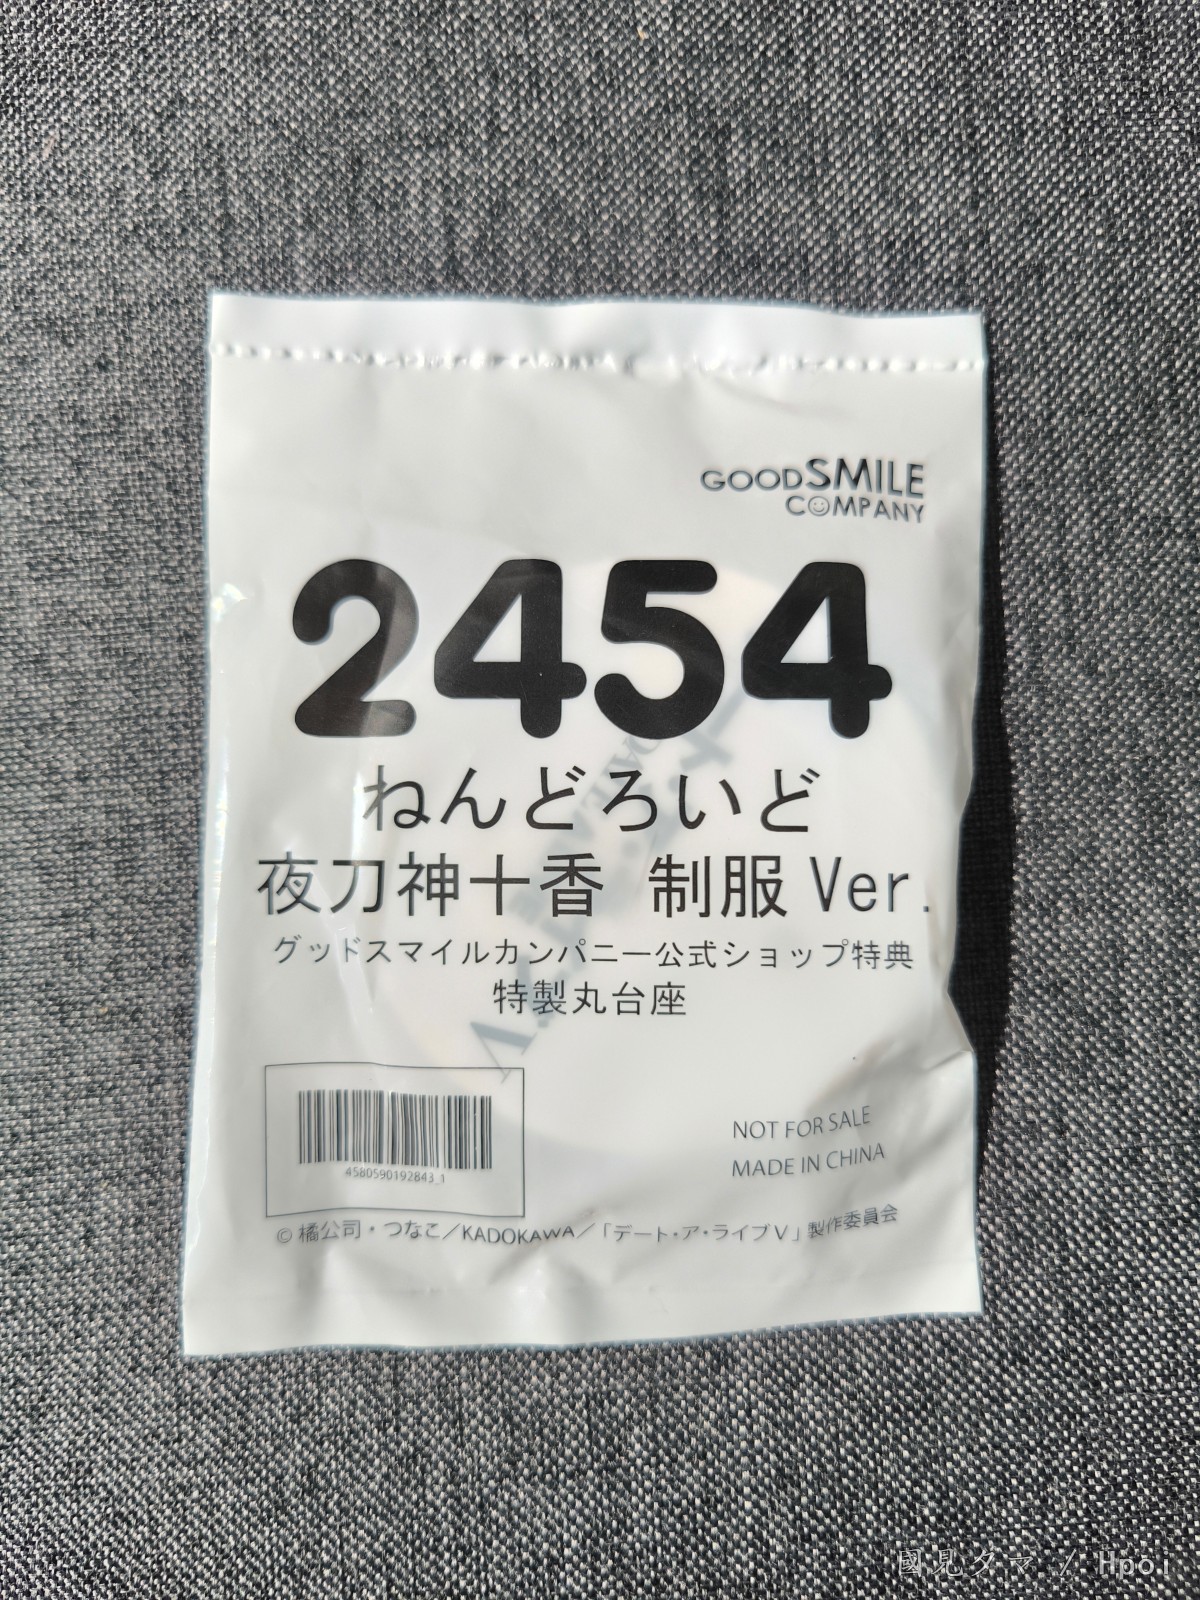 GOODSMILE
COMPANY
2454
ねんどろいど
夜刀神十香 制服 Ver.
グッドスマイルカンパニー公式ショップ特典
特製丸台座
4580590192843_1
NOT FOR SALE
MADE IN CHINA
© 橘公司・つなこ／KADOKAWA／「デート・ア・ライブⅤ」製作委員会
國見タマ / Hpoi